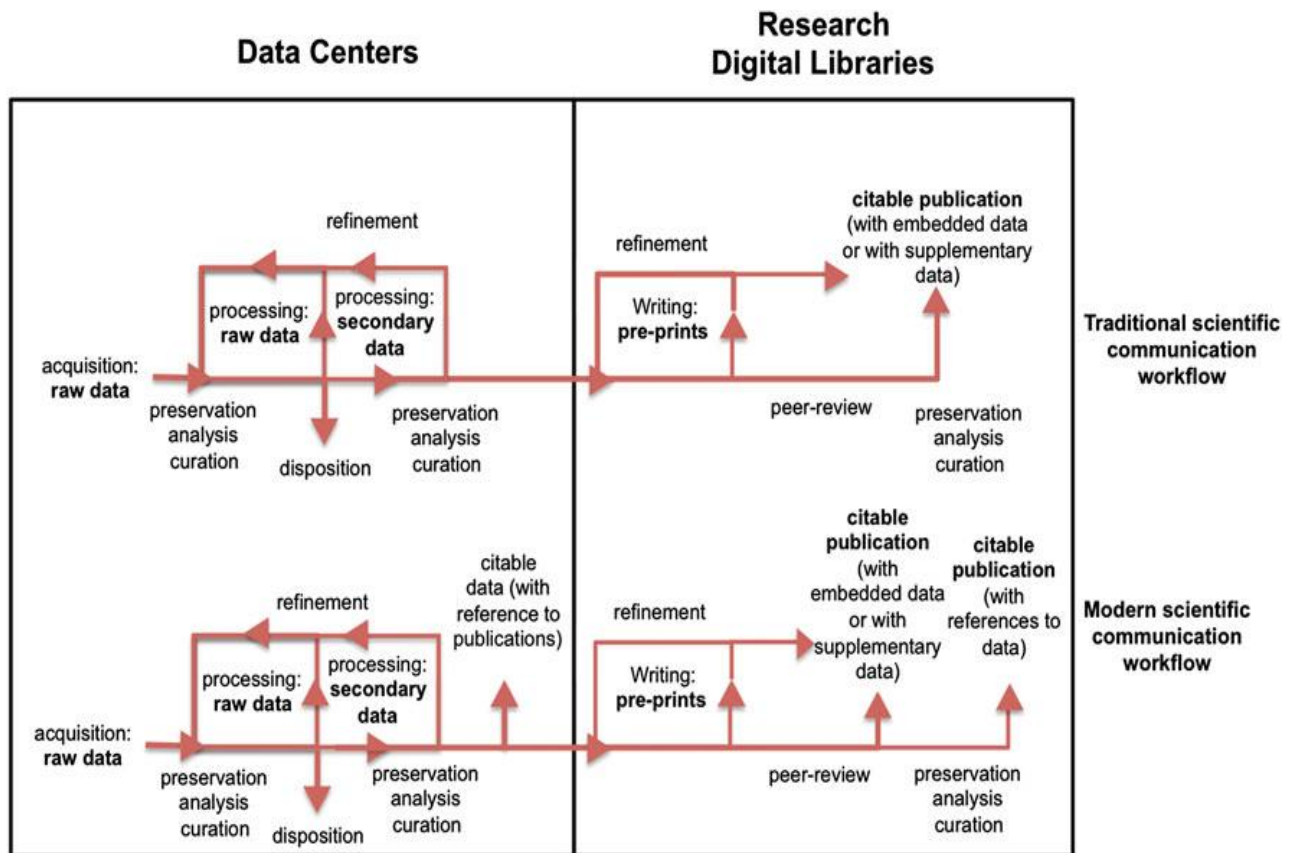 Data Centers
Research
Digital Libraries
refinement
processing:
raw data
processing:
secondary
data
acquisition:
raw data
preservation
analysis
curation
disposition
preservation
analysis
curation
refinement
Writing:
pre-prints
citable publication
(with embedded data
or with supplementary
data)
peer-review
preservation
analysis
curation
Traditional scientific
communication
workflow
refinement
processing:
raw data
processing:
secondary
data
citable
data (with
reference to
publications)
acquisition:
raw data
preservation
analysis
curation
disposition
preservation
analysis
curation
refinement
Writing:
pre-prints
citable
publication
(with
embedded data
or with
supplementary
data)
citable
publication
(with
references to
data)
peer-review
preservation
analysis
curation
Modern scientific
communication
workflow